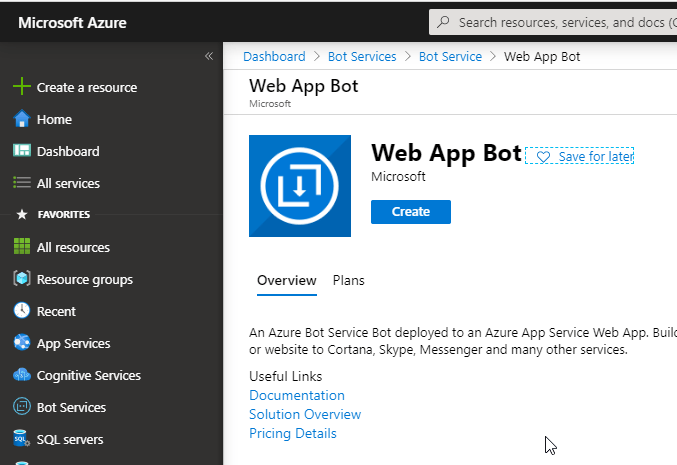 Microsoft Azure
Search resources, services, and docs (
«
Dashboard > Bot Services > Bot Service > Web App Bot
Create a resource
Home
Dashboard
All services
FAVORITES
All resources
Resource groups
Recent
App Services
Cognitive Services
Bot Services
SQL servers
Web App Bot
Microsoft
Web App Bot
Save for later
Microsoft
Create
Overview
Plans
An Azure Bot Service Bot deployed to an Azure App Service Web App.
or website to Cortana, Skype, Messenger and many other services.
Useful Links
Documentation
Solution Overview
Pricing Details